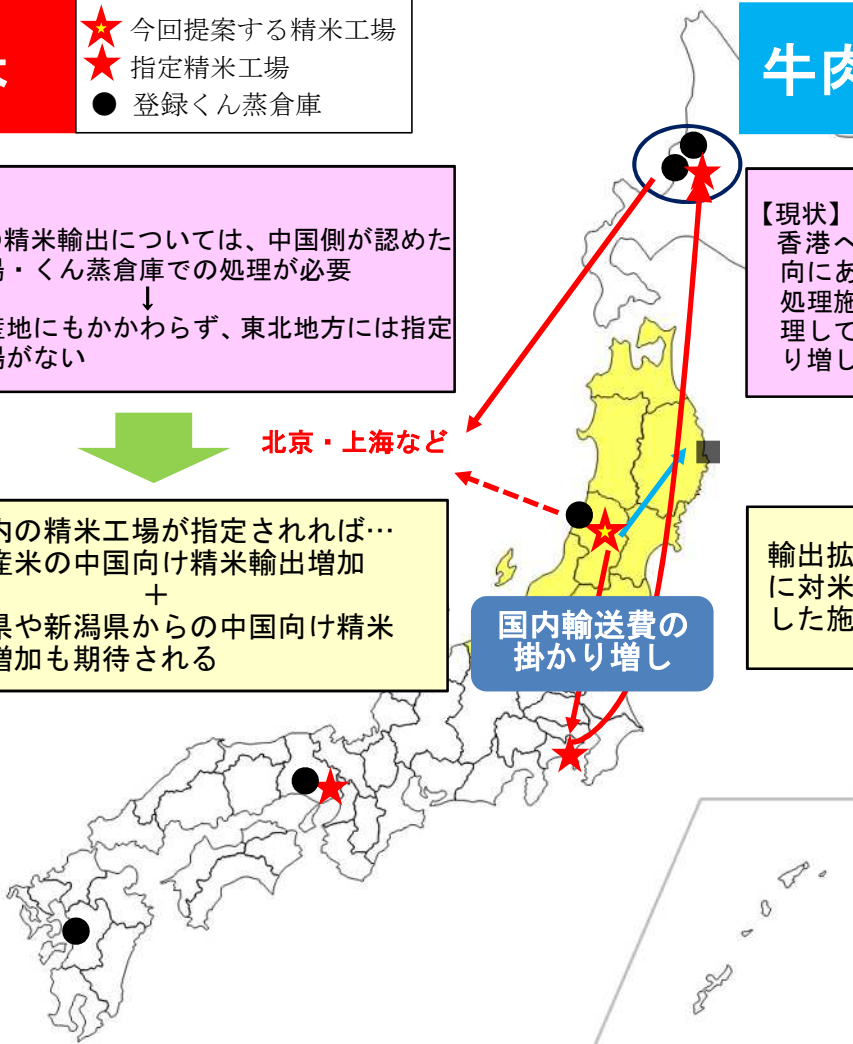 今回提案する精米工場
指定精米工場
登録くん蒸倉庫
牛肉
の精米輸出については、中国側が認めた
・くん蒸倉庫での処理が必要
↓
産地にもかかわらず、東北地方には指定
場がない
【現状】
香港へ
向にあ
処理施
理して
り増し
北京・上海など
内の精米工場が指定されれば…
産米の中国向け精米輸出増加
+
県や新潟県からの中国向け精米
増加も期待される
国内輸送費の
掛かり増し
輸出拡
に対米
した施